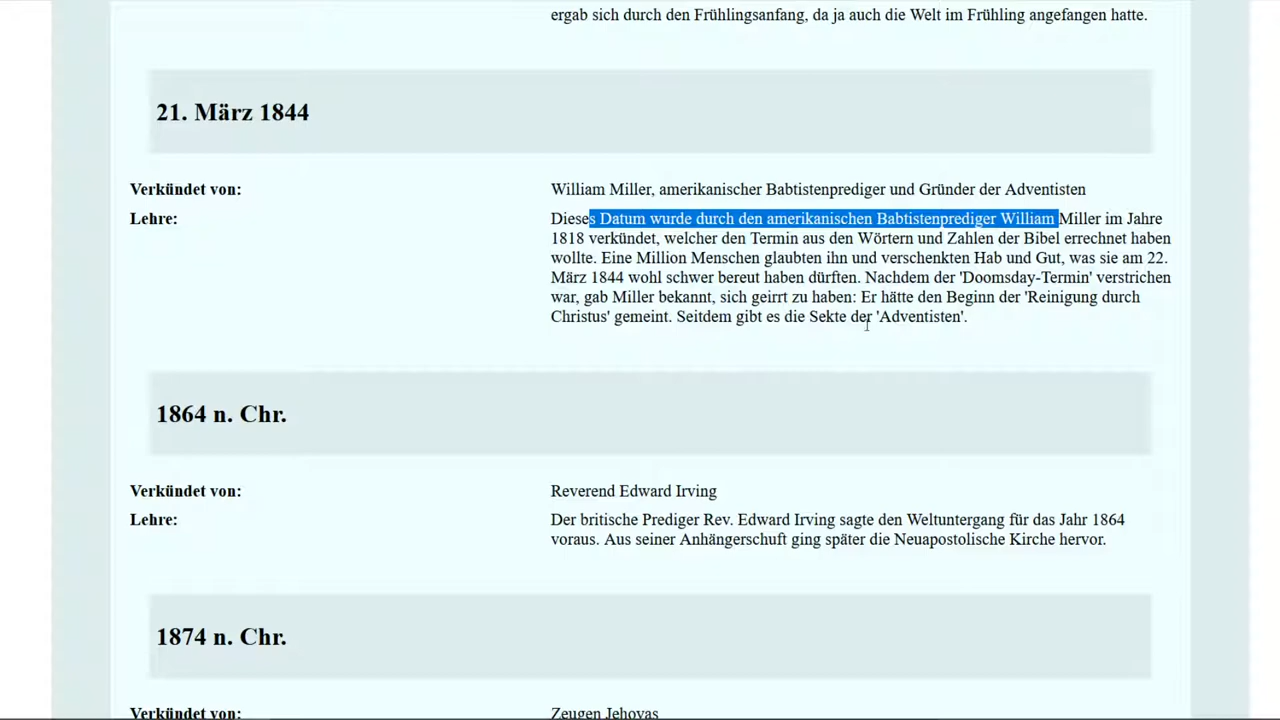 ergab sich durch den Frühlingsanfang, da ja auch die Welt im Frühling angefangen hatte.
21. März 1844
Verkündet von:
William Miller, amerikanischer Babtistenprediger und Gründer der Adventisten
Lehre:
Dieses Datum wurde durch den amerikanischen Babtistenprediger William Miller im Jahre
1818 verkündet, welcher den Termin aus den Wörtern und Zahlen der Bibel errechnet haben
wollte. Eine Million Menschen glaubten ihn und verschenkten Hab und Gut, was sie am 22.
März 1844 wohl schwer bereut haben dürften. Nachdem der 'Doomsday-Termin' verstrichen
war, gab Miller bekannt, sich geirrt zu haben: Er hätte den Beginn der 'Reinigung durch
Christus' gemeint. Seitdem gibt es die Sekte der 'Adventisten'.
1864 n. Chr.
Verkündet von:
Reverend Edward Irving
Lehre:
Der britische Prediger Rev. Edward Irving sagte den Weltuntergang für das Jahr 1864
voraus. Aus seiner Anhängerschuft ging später die Neuapostolische Kirche hervor.
1874 n. Chr.
Verkündet von:
Zeugen Jehovas